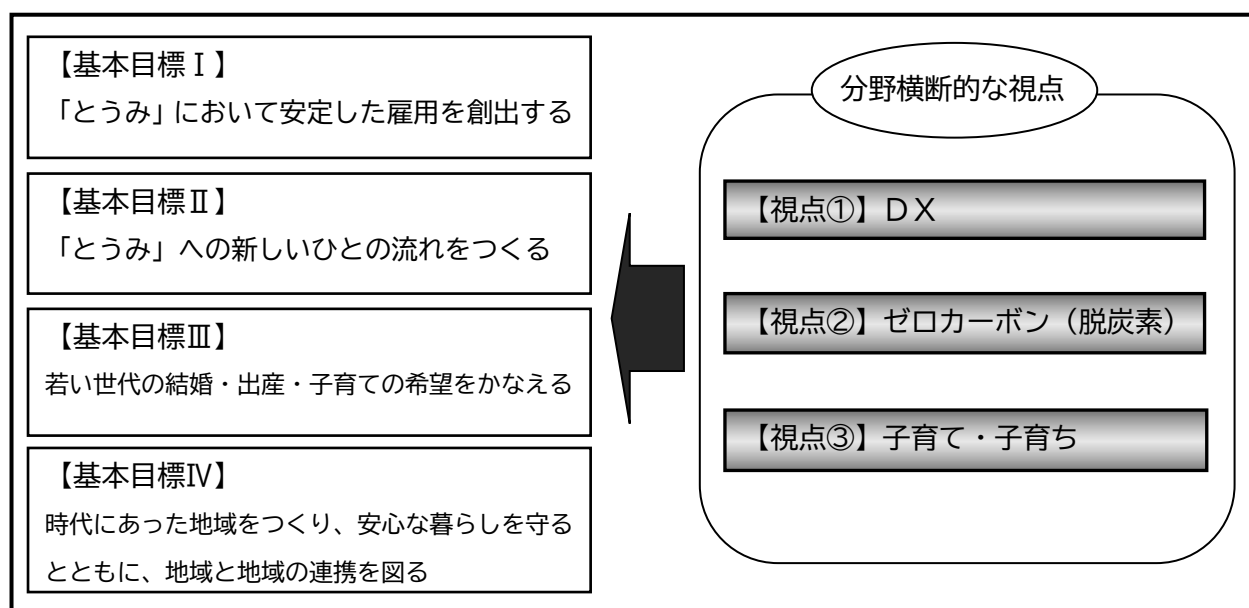 【基本目標Ⅰ】
「とうみ」において安定した雇用を創出する
【基本目標Ⅱ】
「とうみ」への新しいひとの流れをつくる
【基本目標Ⅲ】
若い世代の結婚・出産・子育ての希望をかなえる
【基本目標Ⅳ】
時代にあった地域をつくり、安心な暮らしを守る
とともに、地域と地域の連携を図る
分野横断的な視点
【視点①】ＤＸ
【視点②】ゼロカーボン（脱炭素）
【視点③】子育て・子育ち